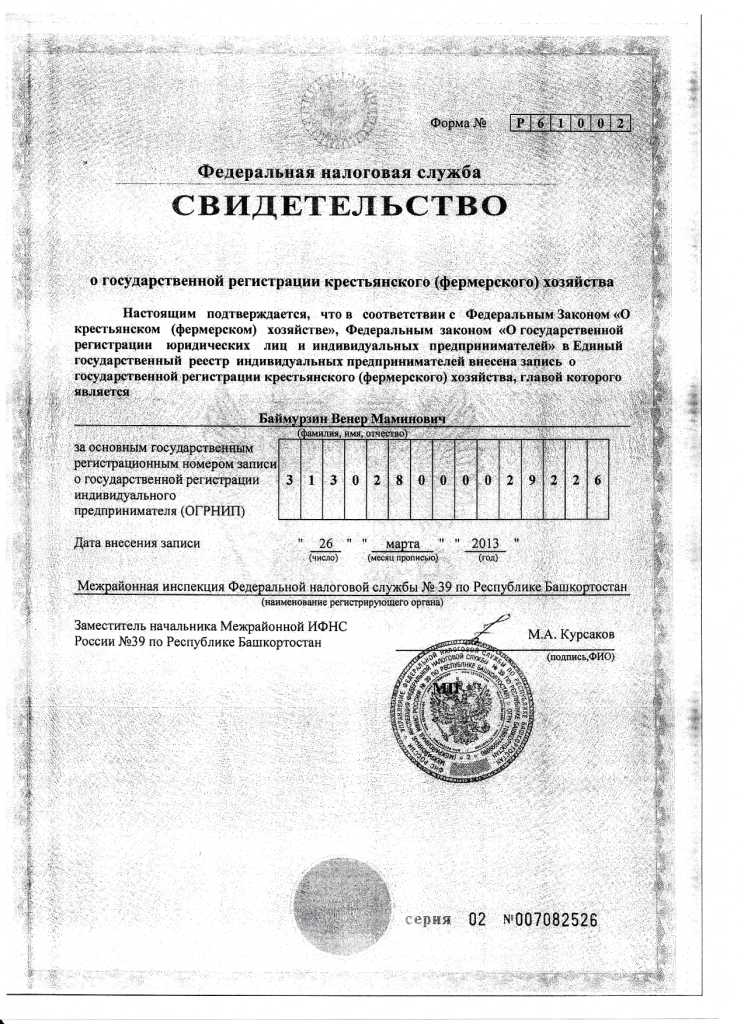 Форма № Р 6 1 0 0 2
Федеральная налоговая служба
СВИДЕТЕЛЬСТВО
о государственной регистрации крестьянского (фермерского) хозяйства
Настоящим подтверждается, что в соответствии с Федеральным Законом «О
крестьянском (фермерском) хозяйстве», Федеральным законом «О государственной
регистрации юридических лиц и индивидуальных предпринимателей» в Единый
государственный реестр индивидуальных предпринимателей внесена запись о
государственной регистрации крестьянского (фермерского) хозяйства, главой которого
является
Баймурзин Венер Маминович
(фамилия, имя, отчество)
за основным государственным
регистрационным номером записи
о государственной регистрации
индивидуального
предпринимателя (ОГРНИП)
3 1 3 0 2 8 0 0 0 0 2 9 2 2 6
Дата внесения записи " 26 " " марта " " 2013 "
(число) (месяц прописью) (год)
Межрайонная инспекция Федеральной налоговой службы № 39 по Республике Башкортостан
(наименование регистрирующего органа)
Заместитель начальника Межрайонной ИФНС
России №39 по Республике Башкортостан
М.А. Курсаков
(подпись,ФИО)
МП
серия 02 №007082526